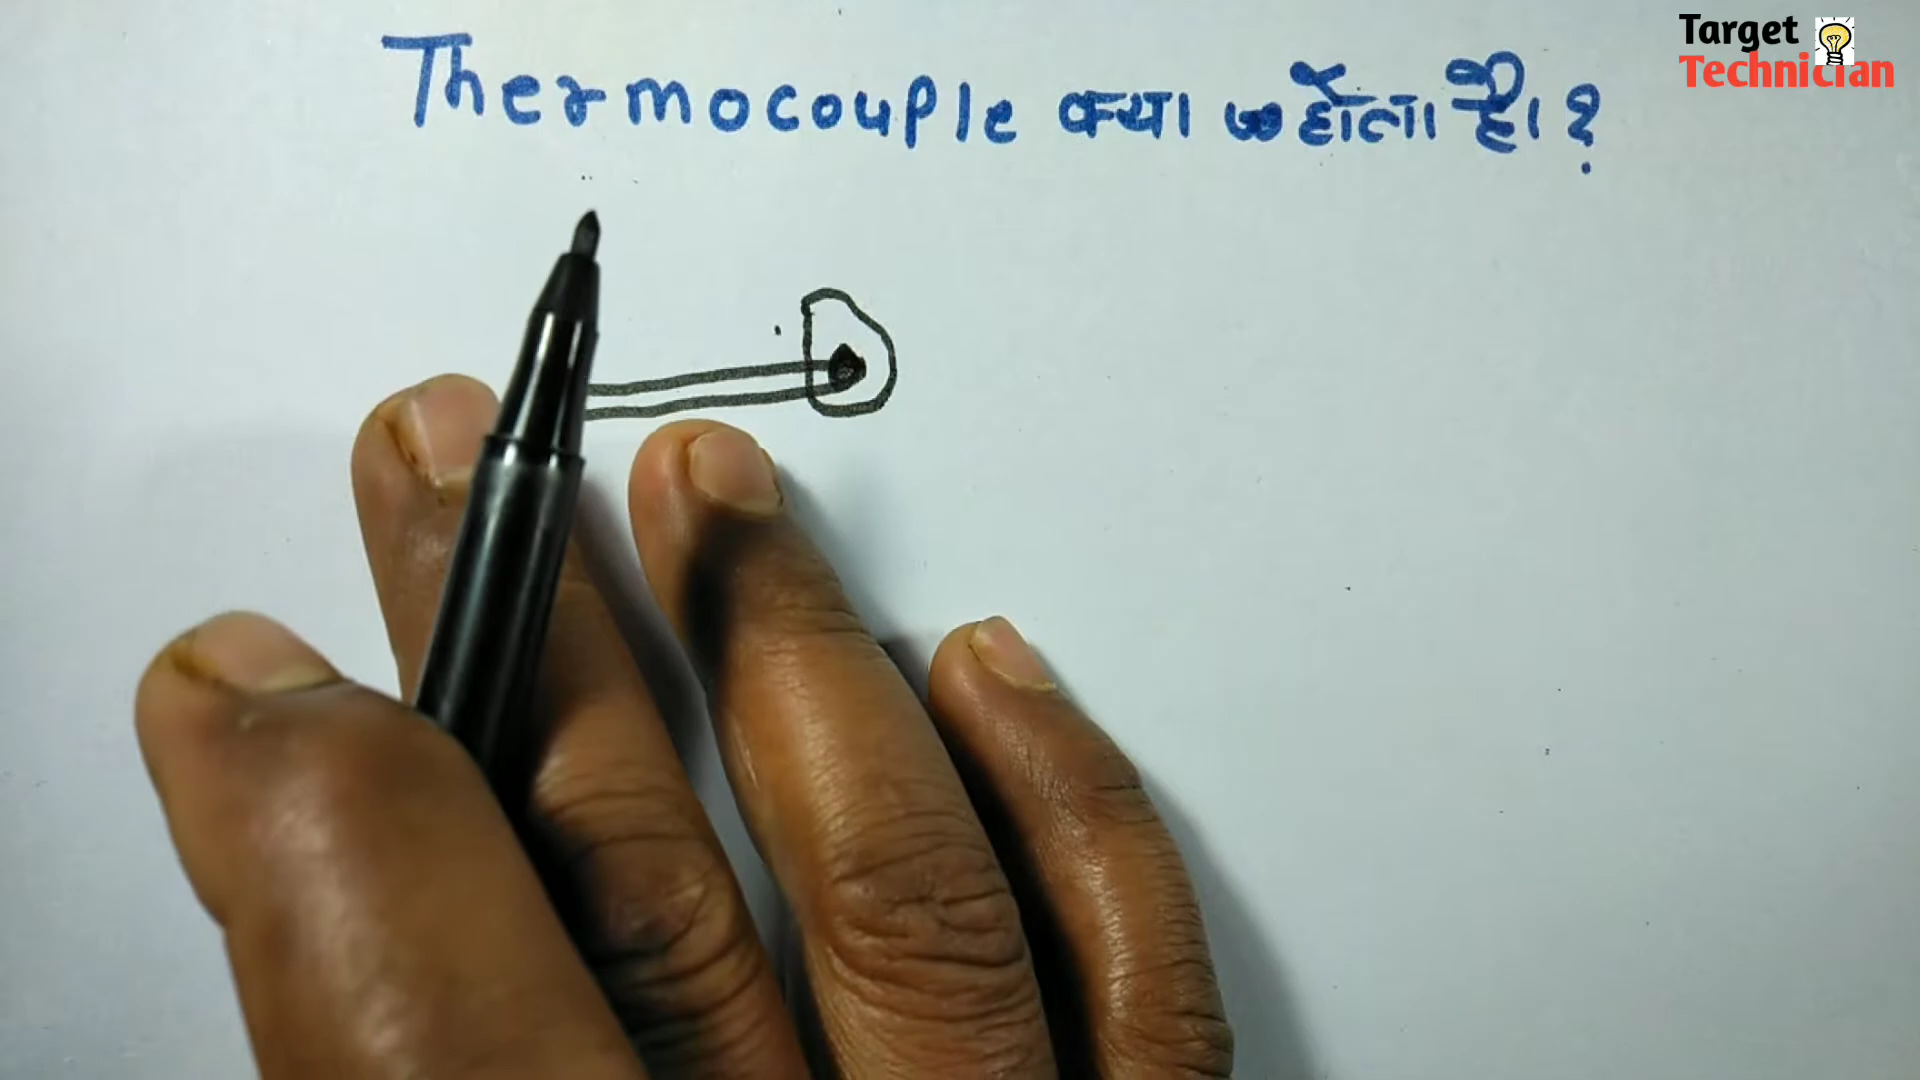 Thermocouple क्या होता है। ?
Target
Technician